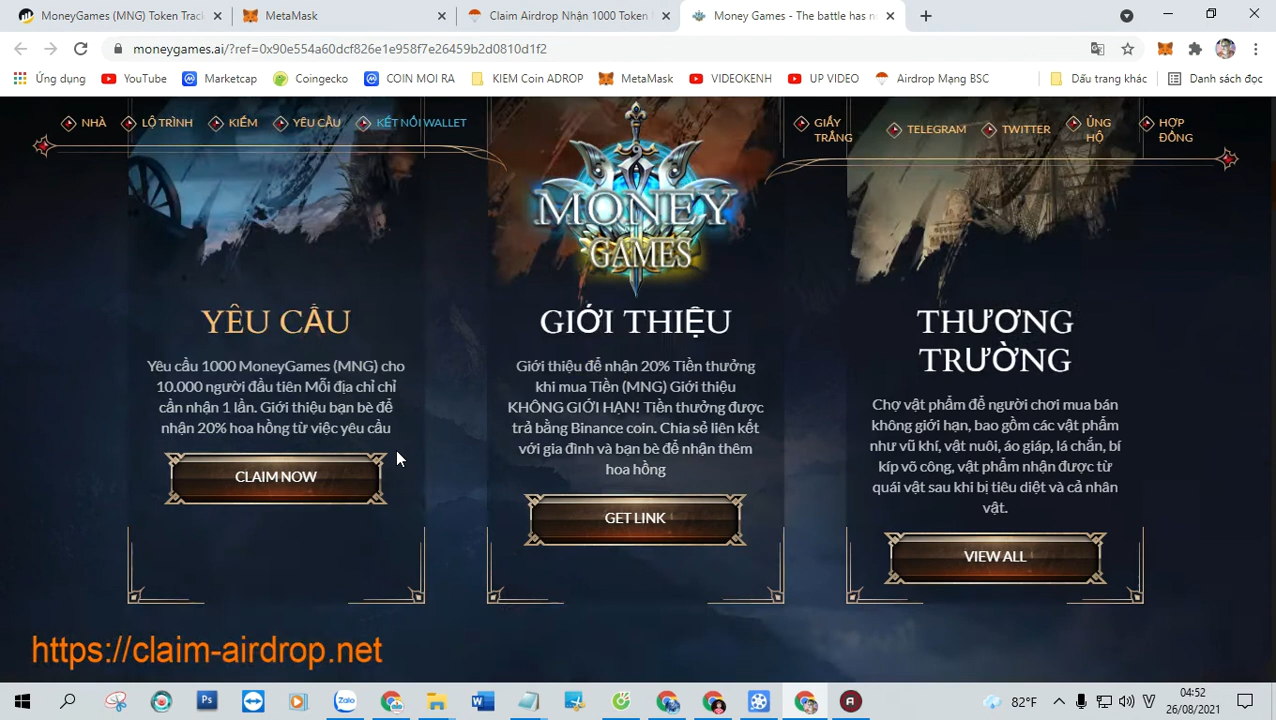 MoneyGames (MNG) Token Track
MetaMask
Claim Airdrop Nhận 1000 Token
Money Games - The battle has n
moneygames.ai/?ref=0x90e554a60dcf826e1e958f7e26459b2d0810d1f2
Ứng dụng
YouTube
Marketcap
Coingecko
COIN MOI RA
KIEM Coin ADROP
MetaMask
VIDEOKENH
UP VIDEO
Airdrop Mạng BSC
Dấu trang khác
Danh sách đọc
NHÀ
LỘ TRÌNH
KIẾM
YÊU CẦU
KẾT NỐI WALLET
GIẤY
TRẮNG
TELEGRAM
TWITTER
ỦNG
HỘ
HỢP
ĐỒNG
MONEY
GAMES
YÊU CẦU
Yêu cầu 1000 MoneyGames (MNG) cho
10.000 người đầu tiên Mỗi địa chỉ chỉ
cần nhận 1 lần. Giới thiệu bạn bè để
nhận 20% hoa hồng từ việc yêu cầu
CLAIM NOW
GIỚI THIỆU
Giới thiệu để nhận 20% Tiền thưởng
khi mua Tiền (MNG) Giới thiệu
KHÔNG GIỚI HẠN! Tiền thưởng được
trả bằng Binance coin. Chia sẻ liên kết
với gia đình và bạn bè để nhận thêm
hoa hồng
GET LINK
THƯƠNG
TRƯỜNG
Chợ vật phẩm để người chơi mua bán
không giới hạn, bao gồm các vật phẩm
như vũ khí, vật nuôi, áo giáp, lá chắn, bí
kíp võ công, vật phẩm nhận được từ
quái vật sau khi bị tiêu diệt và cả nhân
vật.
VIEW ALL
https://claim-airdrop.net
Ps
Zalo
W
A
82°F
V
04:52
26/08/2021